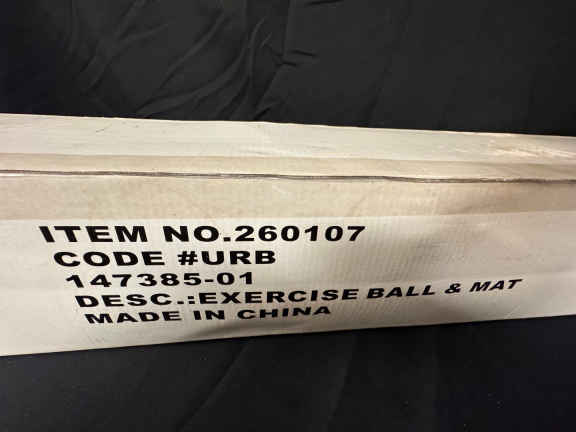 ITEM NO.260107
CODE #URB
147385-01
DESC.:EXERCISE BALL & MAT
MADE IN CHINA